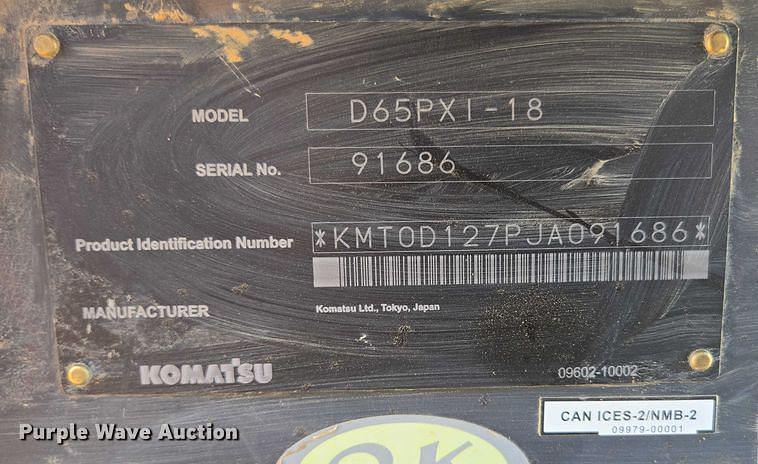 MODEL D65PXI-18
SERIAL No. 91686
Product Identification Number *KMT0D127PJA091686*
MANUFACTURER Komatsu Ltd., Tokyo, Japan
KOMATSU 09602-10002
CAN ICES-2/NMB-2
09979-00001
Purple Wave Auction
OK